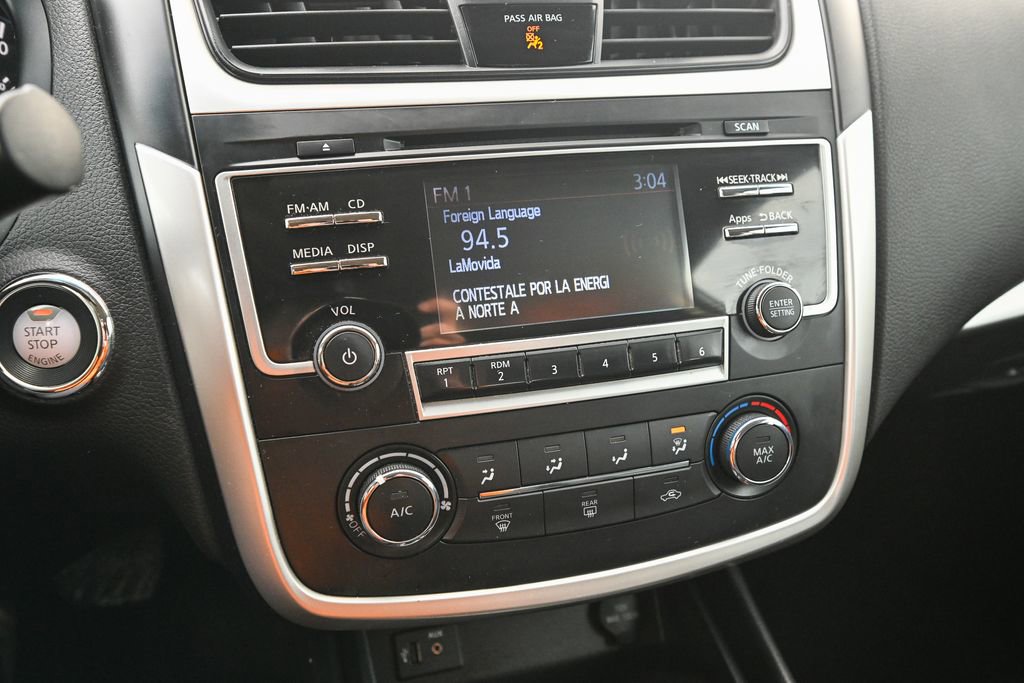 PASS AIR BAG
OFF
2
SCAN
FM·AM
CD
MEDIA
DISP
VOL
FM 1
3:04
Foreign Language
94.5
LaMovida
CONTESTALE POR LA ENERGI
A NORTE A
SEEK·TRACK
Apps
BACK
TUNE·FOLDER
ENTER
SETTING
START
STOP
ENGINE
RPT
1
RDM
2
3
4
5
6
A/C
OFF
FRONT
REAR
MAX
A/C
AUX